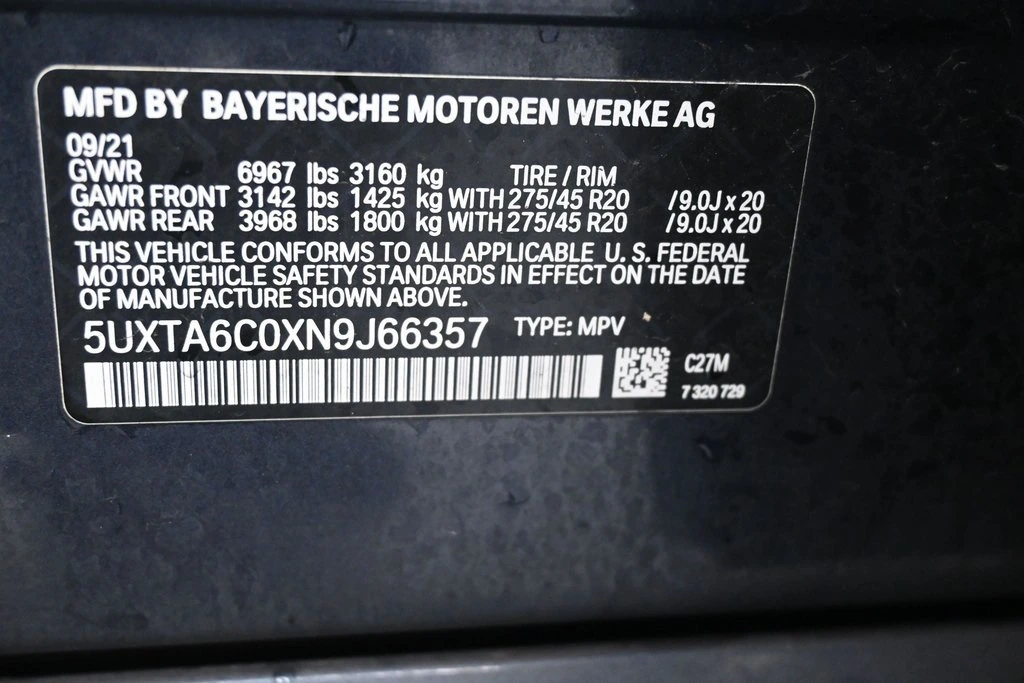 MFD BY BAYERISCHE MOTOREN WERKE AG
09/21
GVWR 6967 lbs 3160 kg TIRE / RIM
GAWR FRONT 3142 lbs 1425 kg WITH 275/45 R20 /9.0J x 20
GAWR REAR 3968 lbs 1800 kg WITH 275/45 R20 /9.0J x 20
THIS VEHICLE CONFORMS TO ALL APPLICABLE U. S. FEDERAL
MOTOR VEHICLE SAFETY STANDARDS IN EFFECT ON THE DATE
OF MANUFACTURE SHOWN ABOVE.
5UXTA6C0XN9J66357 TYPE: MPV
C27M
7 320 729